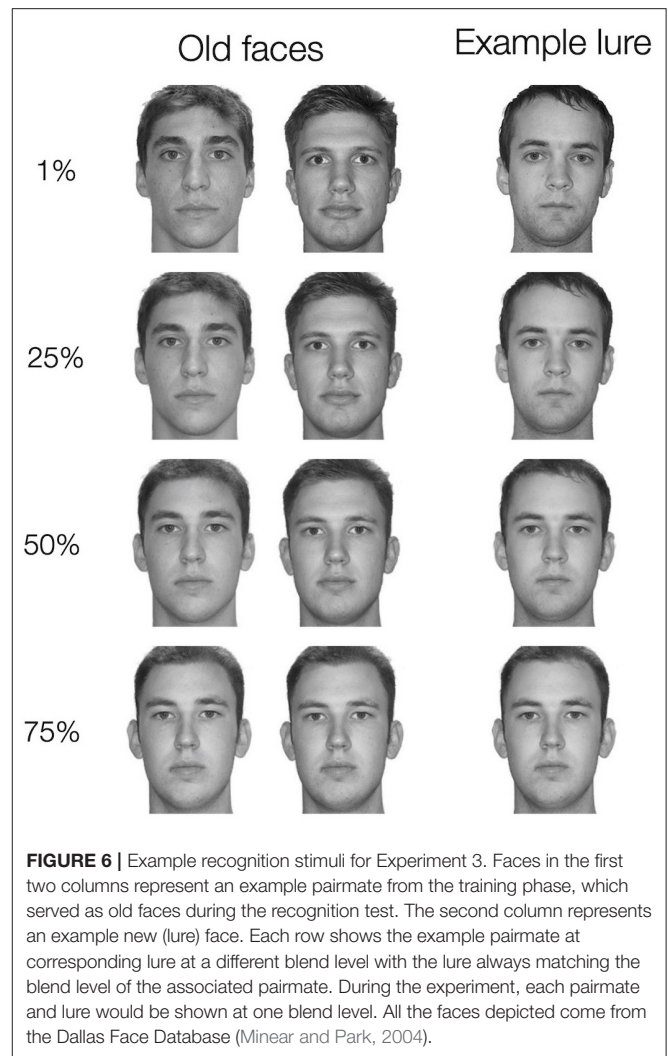 Old faces Example lure
1%
25%
50%
75%
FIGURE 6 | Example recognition stimuli for Experiment 3. Faces in the first
two columns represent an example pairmate from the training phase, which
served as old faces during the recognition test. The second column represents
an example new (lure) face. Each row shows the example pairmate at
corresponding lure at a different blend level with the lure always matching the
blend level of the associated pairmate. During the experiment, each pairmate
and lure would be shown at one blend level. All the faces depicted come from
the Dallas Face Database (Minear and Park, 2004).